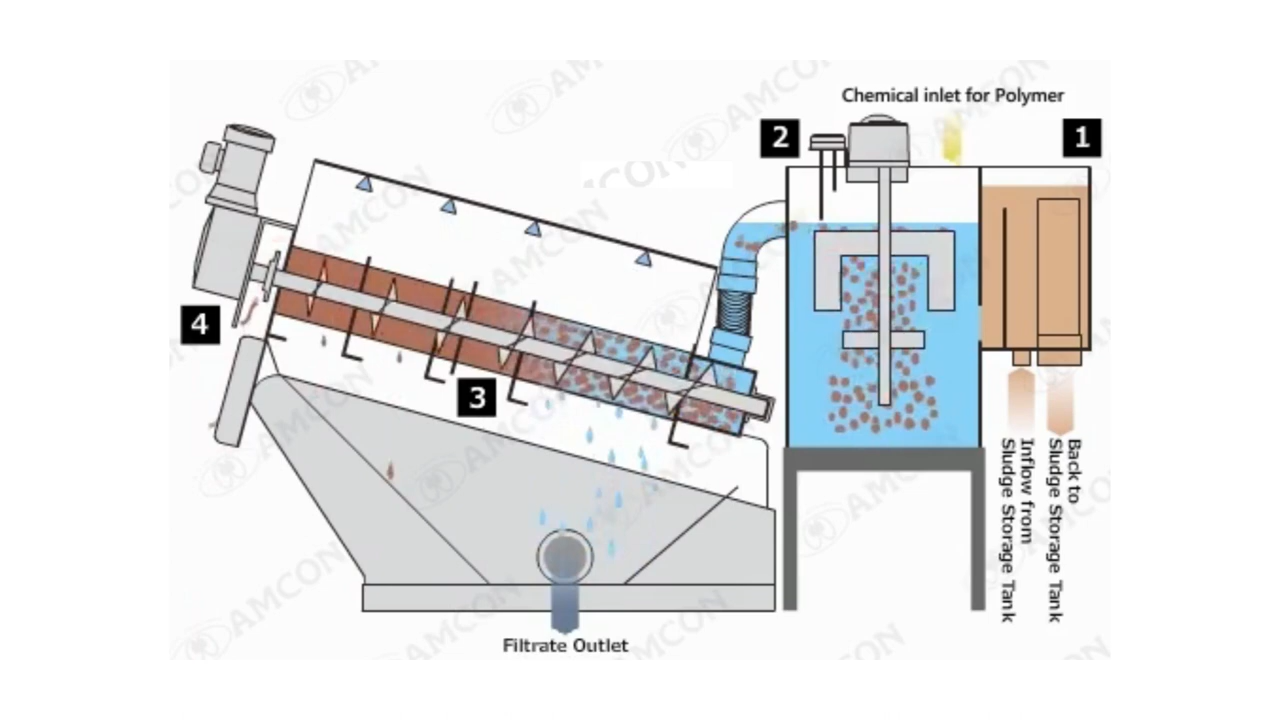 Chemical inlet for Polymer
2
1
4
3
Back to
Sludge Storage Tank
Inflow from
Sludge Storage Tank
Filtrate Outlet
AMCON